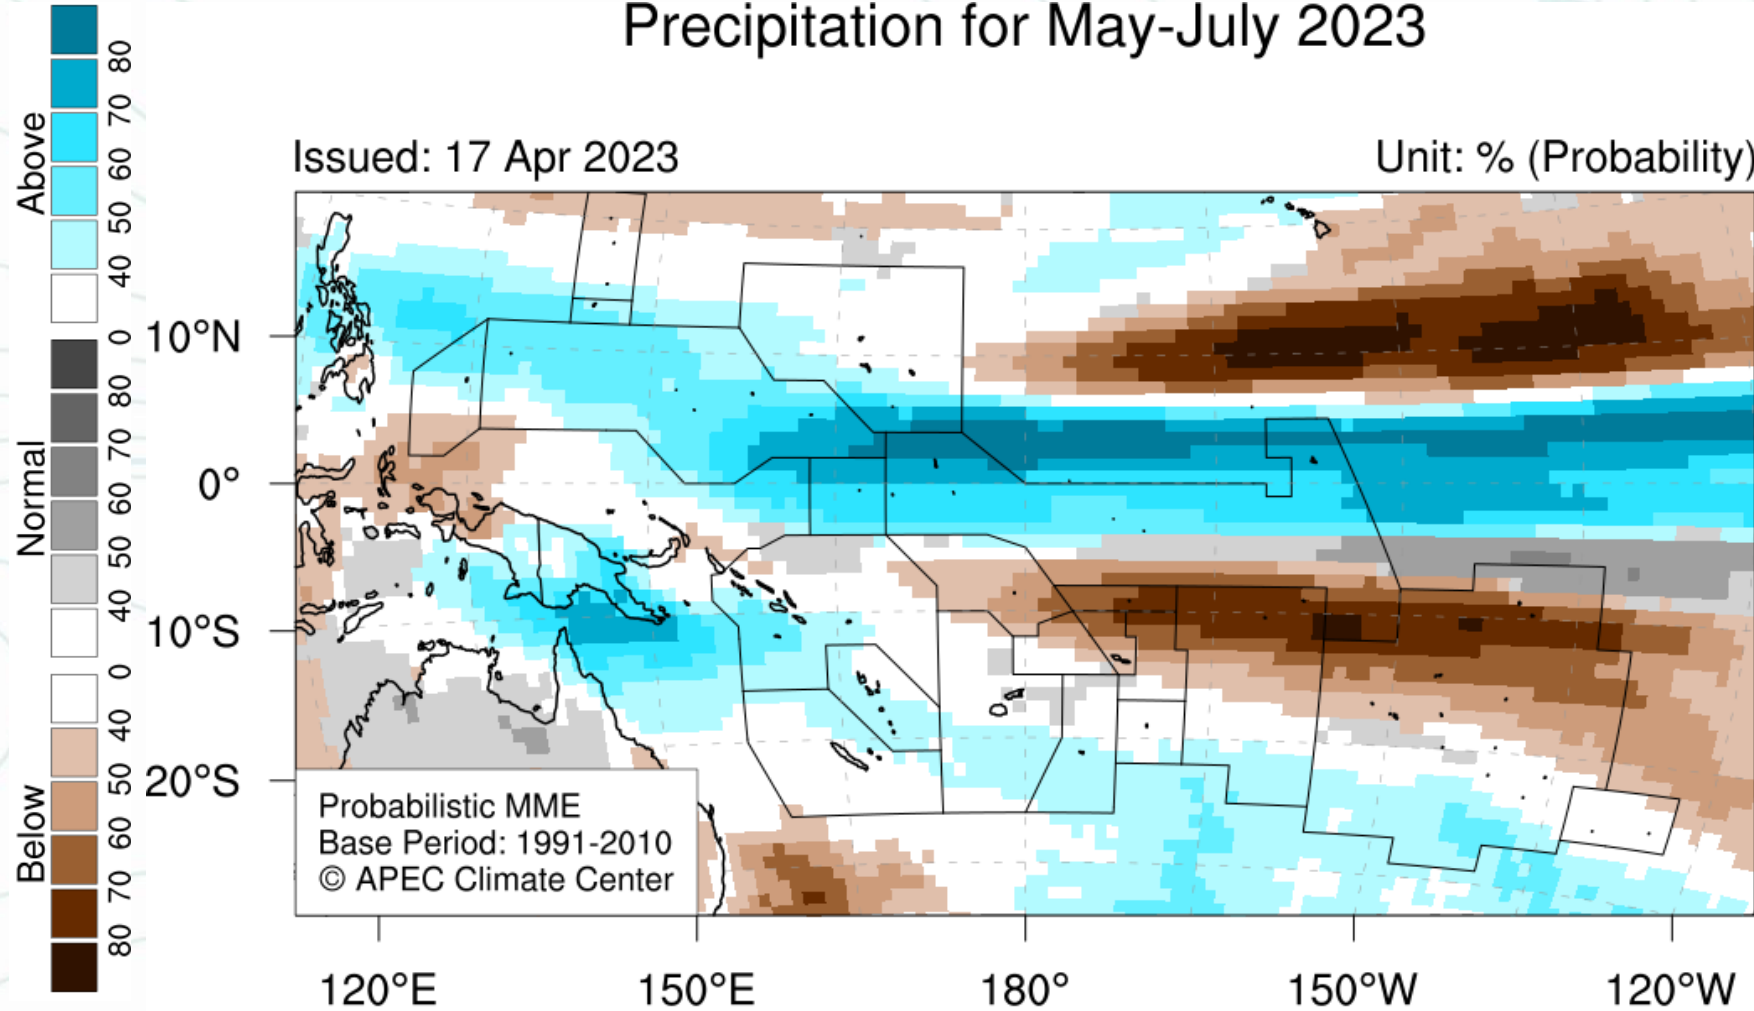 Precipitation for May-July 2023
Issued: 17 Apr 2023
Unit: % (Probability)
Above
80
70
60
50
40
0
Normal
80
70
60
50
40
0
Below
40
50
60
70
80
10°N
0°
10°S
20°S
Probabilistic MME
Base Period: 1991-2010
© APEC Climate Center
120°E
150°E
180°
150°W
120°W